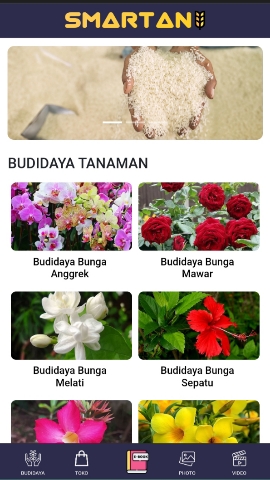 SMARTAN
BUDIDAYA TANAMAN
Budidaya Bunga
Anggrek
Budidaya Bunga
Mawar
Budidaya Bunga
Melati
Budidaya Bunga
Sepatu
BUDIDAYA
TOKO
E-BOOK
PHOTO
VIDEO